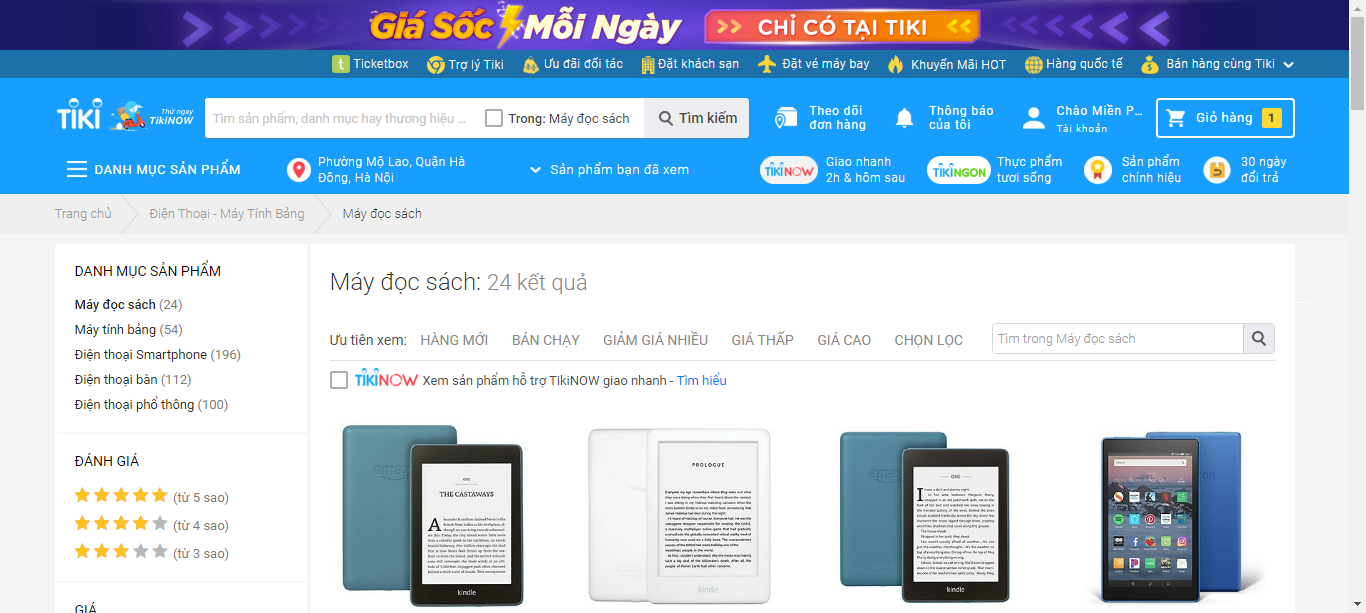 Giá Sốc Mỗi Ngày
CHỈ CÓ TẠI TIKI
Ticketbox
Trợ lý Tiki
Ưu đãi đối tác
Đặt khách sạn
Đặt vé máy bay
Khuyến Mãi HOT
Hàng quốc tế
Bán hàng cùng Tiki
TIKI
Thử ngay
TIKINOW
Tìm sản phẩm, danh mục hay thương hiệu ...
Trong: Máy đọc sách
Tìm kiếm
Theo dõi
đơn hàng
Thông báo
của tôi
Chào Miền P...
Tài khoản
Giỏ hàng
1
DANH MỤC SẢN PHẨM
Phường Mộ Lao, Quận Hà
Đông, Hà Nội
Sản phẩm bạn đã xem
TIKINOW
Giao nhanh
2h & hôm sau
TIKINGON
Thực phẩm
tươi sống
Sản phẩm
chính hiệu
30 ngày
đổi trả
Trang chủ
Điện Thoại - Máy Tính Bảng
Máy đọc sách
DANH MỤC SẢN PHẨM
Máy đọc sách (24)
Máy tính bảng (54)
Điện thoại Smartphone (196)
Điện thoại bàn (112)
Điện thoại phổ thông (100)
ĐÁNH GIÁ
(từ 5 sao)
(từ 4 sao)
(từ 3 sao)
GIÁ
Máy đọc sách: 24 kết quả
Ưu tiên xem:
HÀNG MỚI
BÁN CHẠY
GIẢM GIÁ NHIỀU
GIÁ THẤP
GIÁ CAO
CHỌN LỌC
Tìm trong Máy đọc sách
TIKINOW Xem sản phẩm hỗ trợ TikiNOW giao nhanh - Tìm hiểu
THE CASTAWAYS
kindle
PROLOGUE
kindle
ONE
kindle